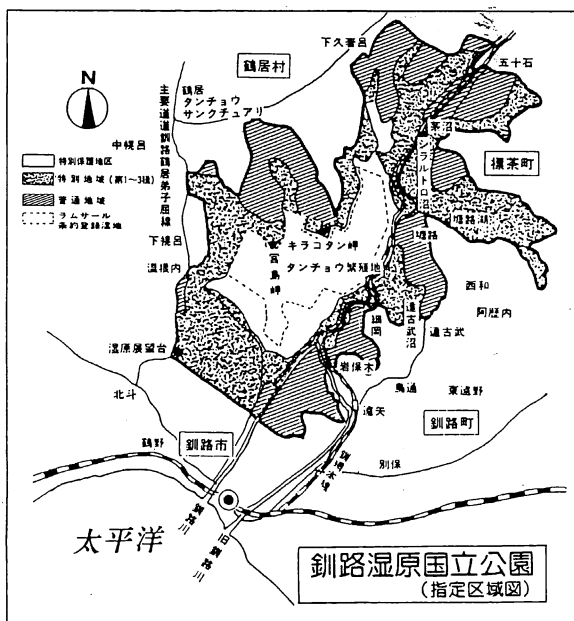 下久著呂
五十石
鶴居村
N
主要道道釧路鶴居弟子屈線
鶴居
タンチョウ
サンクチュアリ
茅沼
中幌呂
シラルトロ沼
標茶町
特別保護地区
特別地域(第1〜3種)
普通地域
ラムサール
条約登録湿地
塘路湖
下幌呂
キラコタン岬
塘路
宮島岬
タンチョウ繁殖地
温根内
西和
阿歴内
達古武沼
細岡
達古武
湿原展望台
岩保木
鳥通
東遠野
北斗
遠矢
釧路町
鶴野
釧路市
別保
釧網本線
太平洋
釧路川
旧釧路川
釧路湿原国立公園
(指定区域図)